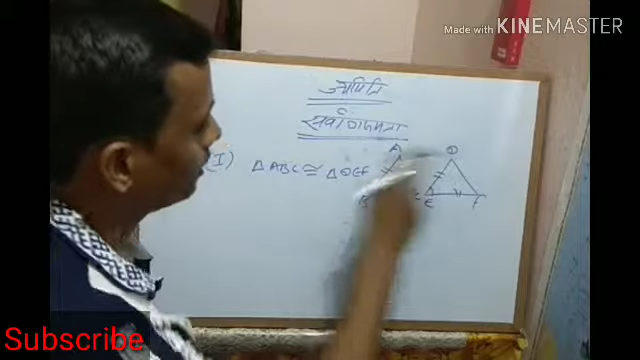 Made with KINEMASTER
ज्यामिति
सर्वांगसमता
(I) Δ ABC ≅ Δ DEF
A D
B C E F
Subscribe